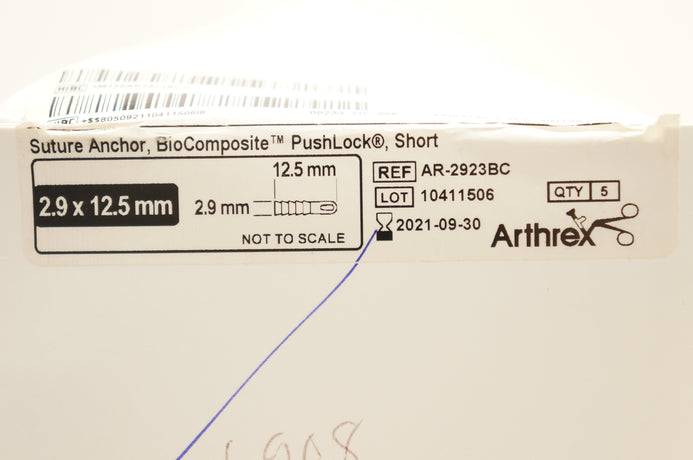 Suture Anchor, BioComposite™ PushLock®, Short
12.5 mm
2.9 x 12.5 mm
2.9 mm
NOT TO SCALE
REF AR-2923BC
LOT 10411506
QTY 5
2021-09-30
Arthrex